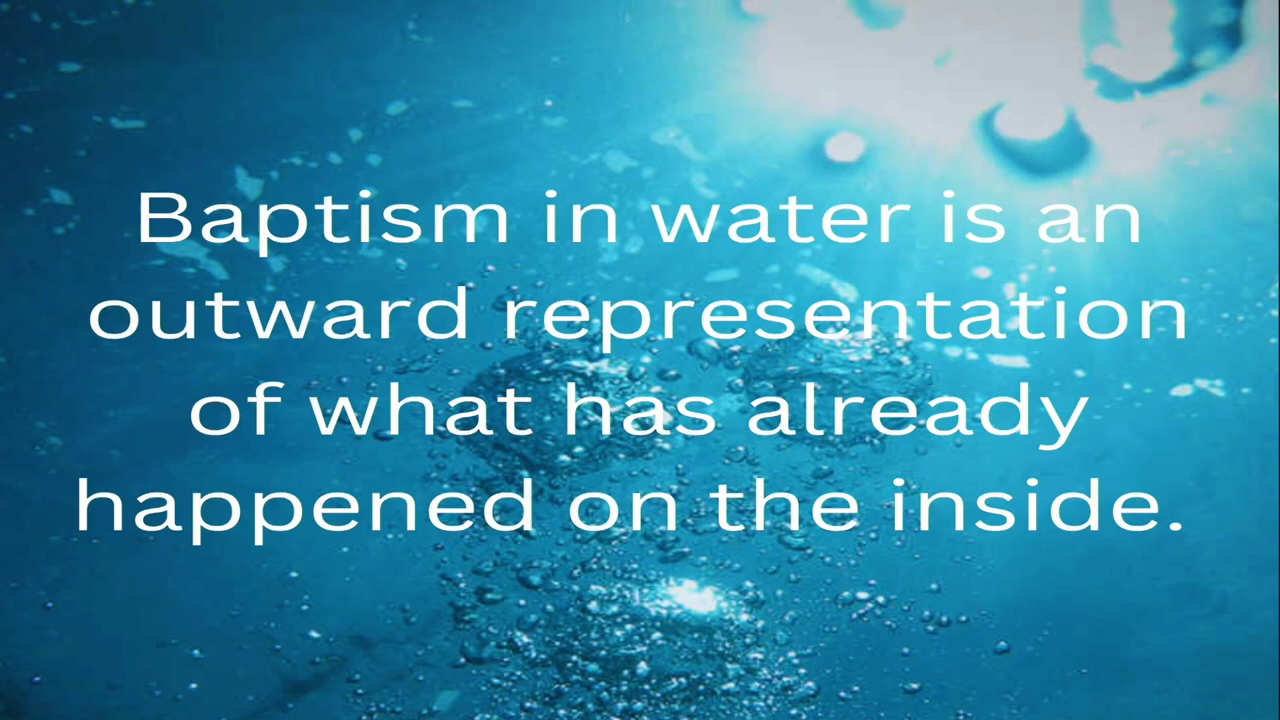 Baptism in water is an
outward representation
of what has already
happened on the inside.